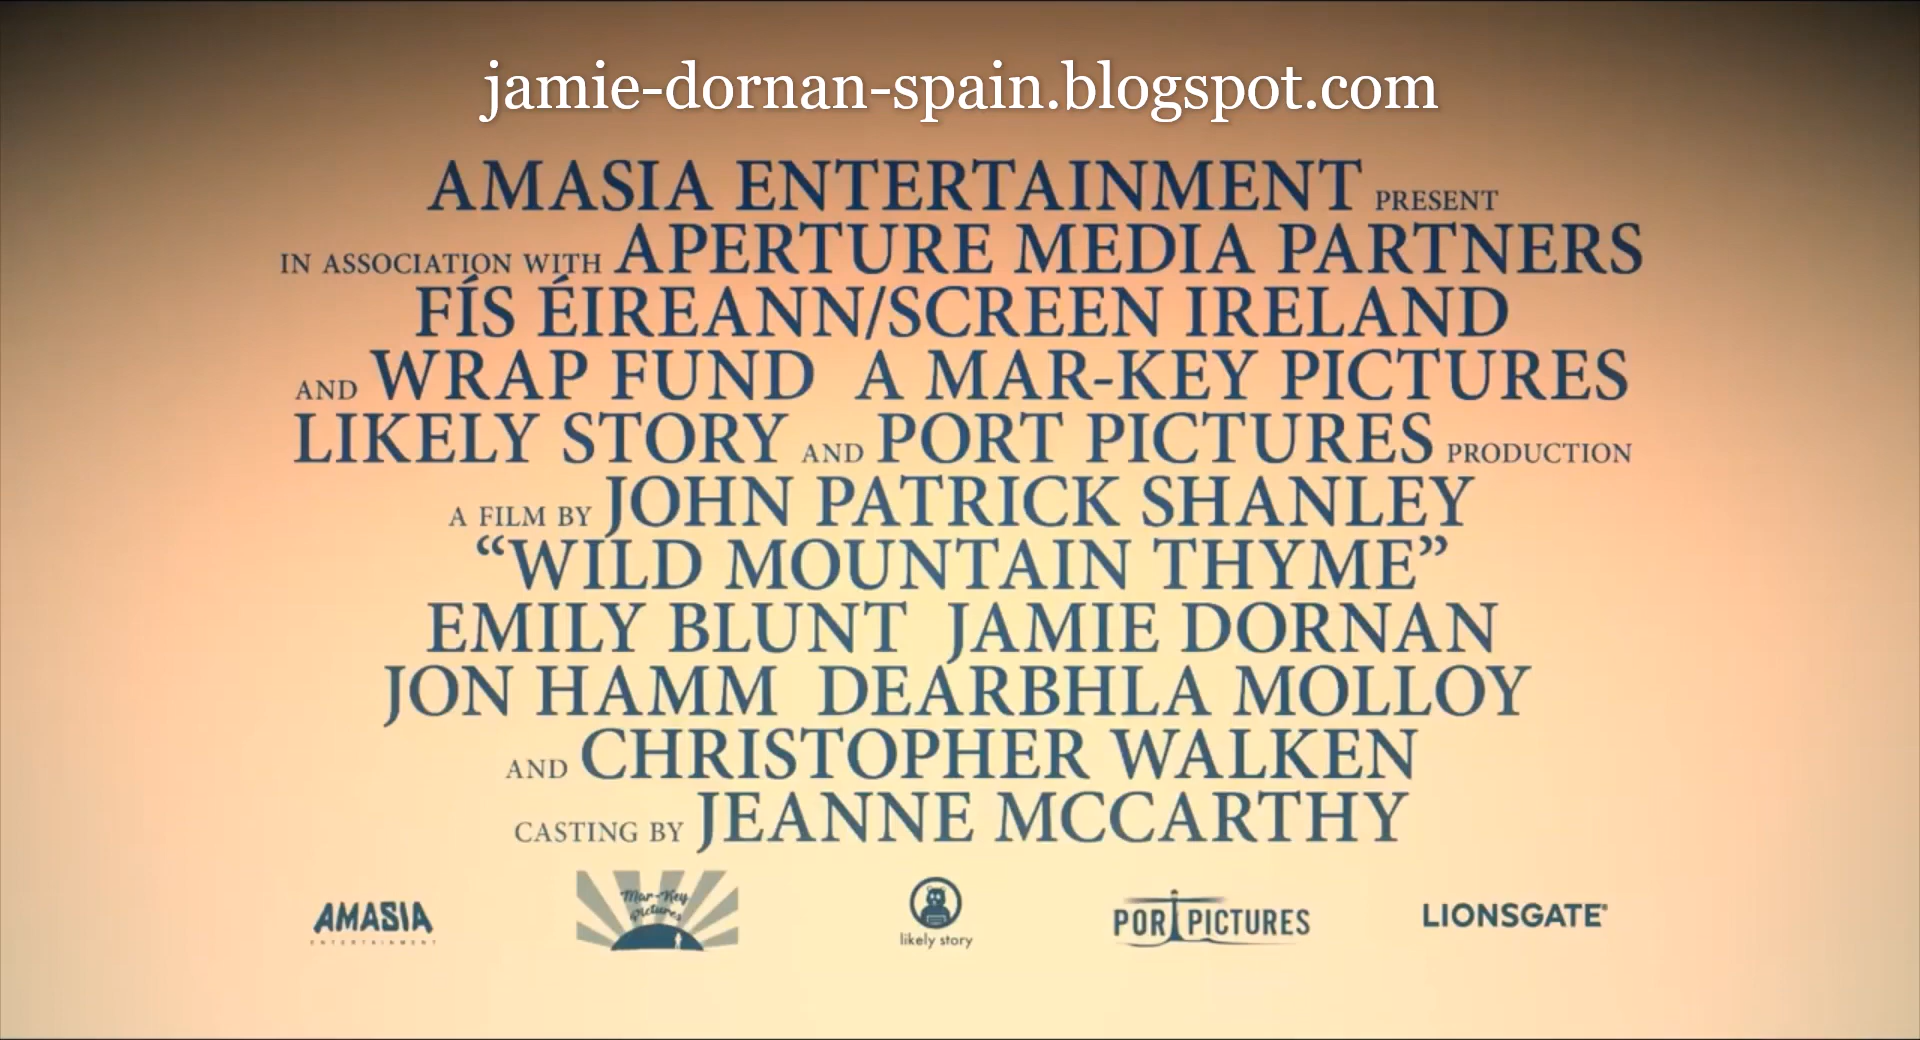 jamie-dornan-spain.blogspot.com
AMASIA ENTERTAINMENT PRESENT
IN ASSOCIATION WITH APERTURE MEDIA PARTNERS
FÍS ÉIREANN/SCREEN IRELAND
AND WRAP FUND A MAR-KEY PICTURES
LIKELY STORY AND PORT PICTURES PRODUCTION
A FILM BY JOHN PATRICK SHANLEY
“WILD MOUNTAIN THYME”
EMILY BLUNT JAMIE DORNAN
JON HAMM DEARBHLA MOLLOY
AND CHRISTOPHER WALKEN
CASTING BY JEANNE MCCARTHY
AMASIA
ENTERTAINMENT
Mar-Key
Pictures
likely story
PORT PICTURES
LIONSGATE®